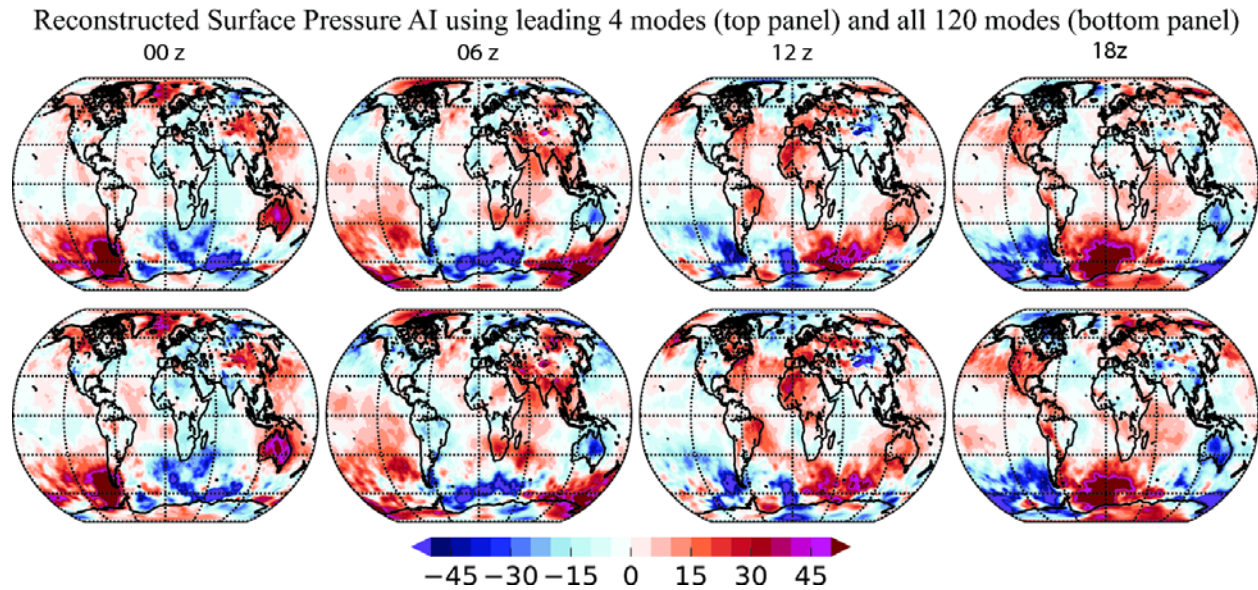 Reconstructed Surface Pressure AI using leading 4 modes (top panel) and all 120 modes (bottom panel)
00 z 06 z 12 z 18z
−45 −30 −15 0 15 30 45